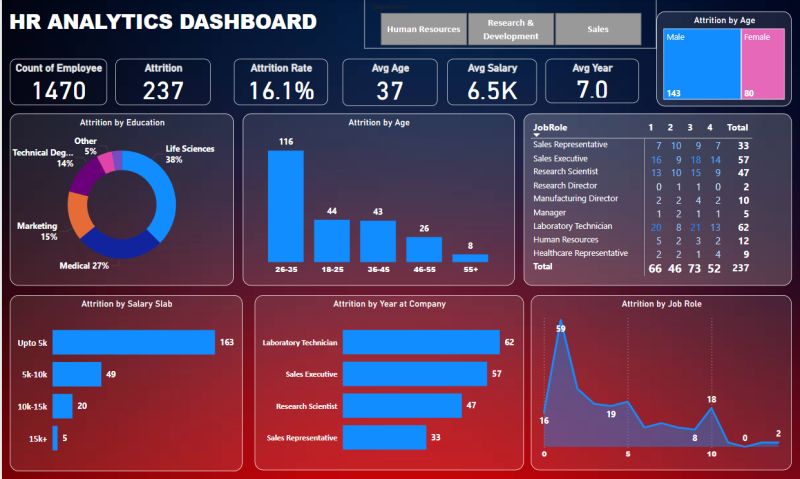 HR ANALYTICS DASHBOARD
Human Resources
Research &
Development
Sales
Attrition by Age
Male
Female
143
80
Count of Employee
1470
Attrition
237
Attrition Rate
16.1%
Avg Age
37
Avg Salary
6.5K
Avg Year
7.0
Attrition by Education
Other
5%
Life Sciences
38%
Technical Deg...
14%
Marketing
15%
Medical 27%
Attrition by Age
116
44
43
26
8
26-35 18-25 36-45 46-55 55+
JobRole 1 2 3 4 Total
Sales Representative 7 10 9 7 33
Sales Executive 16 9 18 14 57
Research Scientist 13 10 15 9 47
Research Director 0 1 1 0 2
Manufacturing Director 2 2 4 2 10
Manager 1 2 1 1 5
Laboratory Technician 20 8 21 13 62
Human Resources 5 2 3 2 12
Healthcare Representative 2 2 1 4 9
Total 66 46 73 52 237
Attrition by Salary Slab
Upto 5k 163
5k-10k 49
10k-15k 20
15k+ 5
Attrition by Year at Company
Laboratory Technician 62
Sales Executive 57
Research Scientist 47
Sales Representative 33
Attrition by Job Role
59
16
19
8
18
0
2
0 5 10